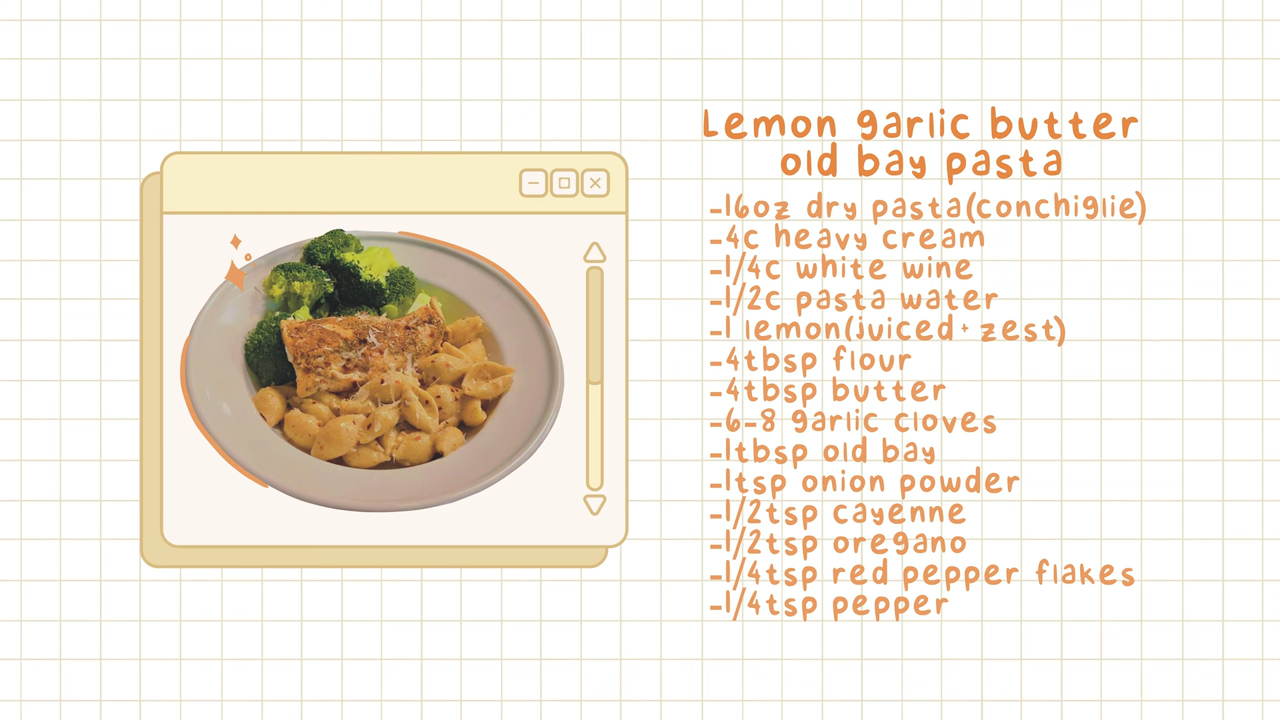 Lemon garlic butter
old bay pasta
-16oz dry pasta(conchiglie)
-4c heavy cream
-1/4c white wine
-1/2c pasta water
-1 lemon(juiced+zest)
-4tbsp flour
-4tbsp butter
-6-8 garlic cloves
-1tbsp old bay
-1tsp onion powder
-1/2tsp cayenne
-1/2tsp oregano
-1/4tsp red pepper flakes
-1/4tsp pepper